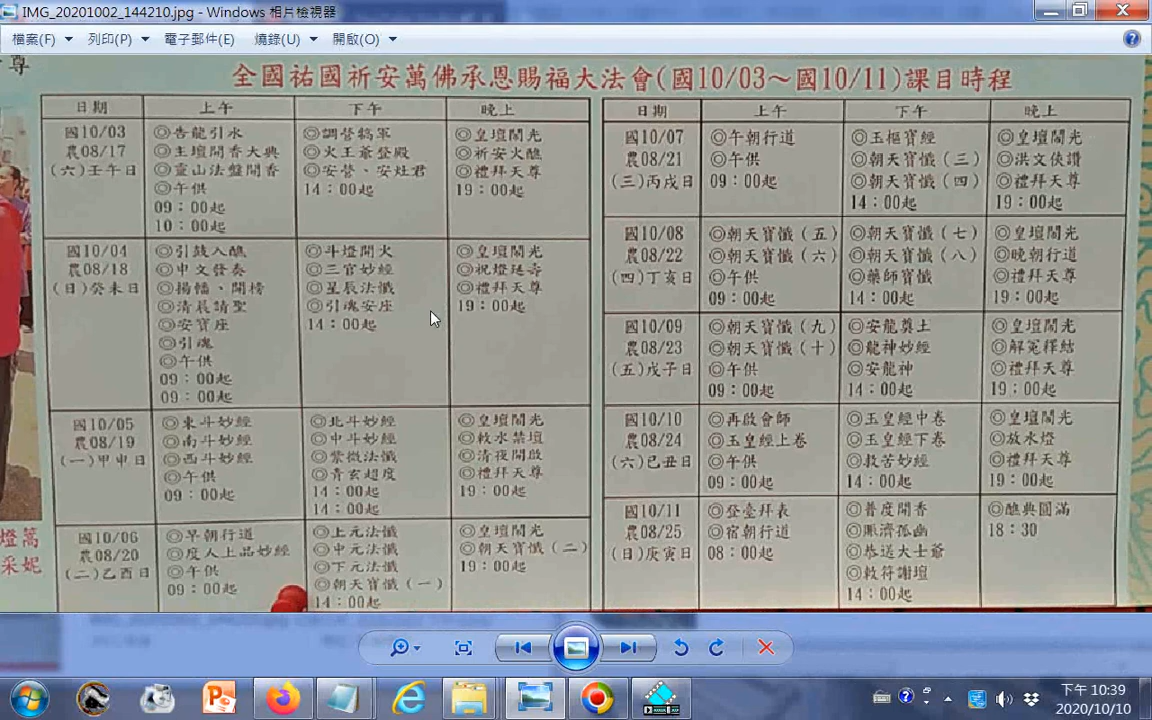 IMG_20201002_144210.jpg - Windows 相片檢視器
檔案(F) 列印(P) 電子郵件(E) 燒錄(U) 開啟(O)
尊
全國祐國祈安萬佛承恩賜福大法會(國10/03～國10/11)課目時程
日期 上午 下午 晚上
國10/03
農08/17
(六)壬午日
◎告龍引水
◎主壇開香大典
◎靈山法盤開香
◎午供
09：00起
10：00起
◎調營犒軍
◎火王爺登殿
◎安營、安灶君
14：00起
◎皇壇鬧光
◎祈安火醮
◎禮拜天尊
19：00起
國10/04
農08/18
(日)癸未日
◎引鼓入醮
◎申文發奏
◎揚幡、開榜
◎清晨請聖
◎安寶座
◎引魂
◎午供
09：00起
09：00起
◎斗燈開火
◎三官妙經
◎星辰法懺
◎引魂安座
14：00起
◎皇壇鬧光
◎祝燈延壽
◎禮拜天尊
19：00起
國10/05
農08/19
(一)甲申日
◎東斗妙經
◎南斗妙經
◎西斗妙經
◎午供
09：00起
◎北斗妙經
◎中斗妙經
◎紫微法懺
◎青玄超度
14：00起
14：00起
◎皇壇鬧光
◎敕水禁壇
◎清夜開啟
◎禮拜天尊
19：00起
國10/06
農08/20
(二)乙酉日
◎早朝行道
◎度人上品妙經
◎午供
09：00起
◎上元法懺
◎中元法懺
◎下元法懺
◎朝天寶懺(一)
14：00起
◎皇壇鬧光
◎朝天寶懺(二)
19：00起
日期 上午 下午 晚上
國10/07
農08/21
(三)丙戌日
◎午朝行道
◎午供
09：00起
◎玉樞寶經
◎朝天寶懺(三)
◎朝天寶懺(四)
14：00起
◎皇壇鬧光
◎洪文俠讚
◎禮拜天尊
19：00起
國10/08
農08/22
(四)丁亥日
◎朝天寶懺(五)
◎朝天寶懺(六)
◎午供
09：00起
◎朝天寶懺(七)
◎朝天寶懺(八)
◎藥師寶懺
14：00起
◎皇壇鬧光
◎晚朝行道
◎禮拜天尊
19：00起
國10/09
農08/23
(五)戊子日
◎朝天寶懺(九)
◎朝天寶懺(十)
◎午供
09：00起
◎安龍奠土
◎龍神妙經
◎安龍神
14：00起
◎皇壇鬧光
◎解冤釋結
◎禮拜天尊
19：00起
國10/10
農08/24
(六)己丑日
◎再啟會師
◎玉皇經上卷
◎午供
09：00起
◎玉皇經中卷
◎玉皇經下卷
◎救苦妙經
14：00起
◎皇壇鬧光
◎放水燈
◎禮拜天尊
19：00起
國10/11
農08/25
(日)庚寅日
◎登臺拜表
◎宿朝行道
08：00起
◎普度開香
◎賑濟孤幽
◎恭送大士爺
◎敕符謝壇
14：00起
◎醮典圓滿
18：30
燈篙
采妮
下午 10:39
2020/10/10